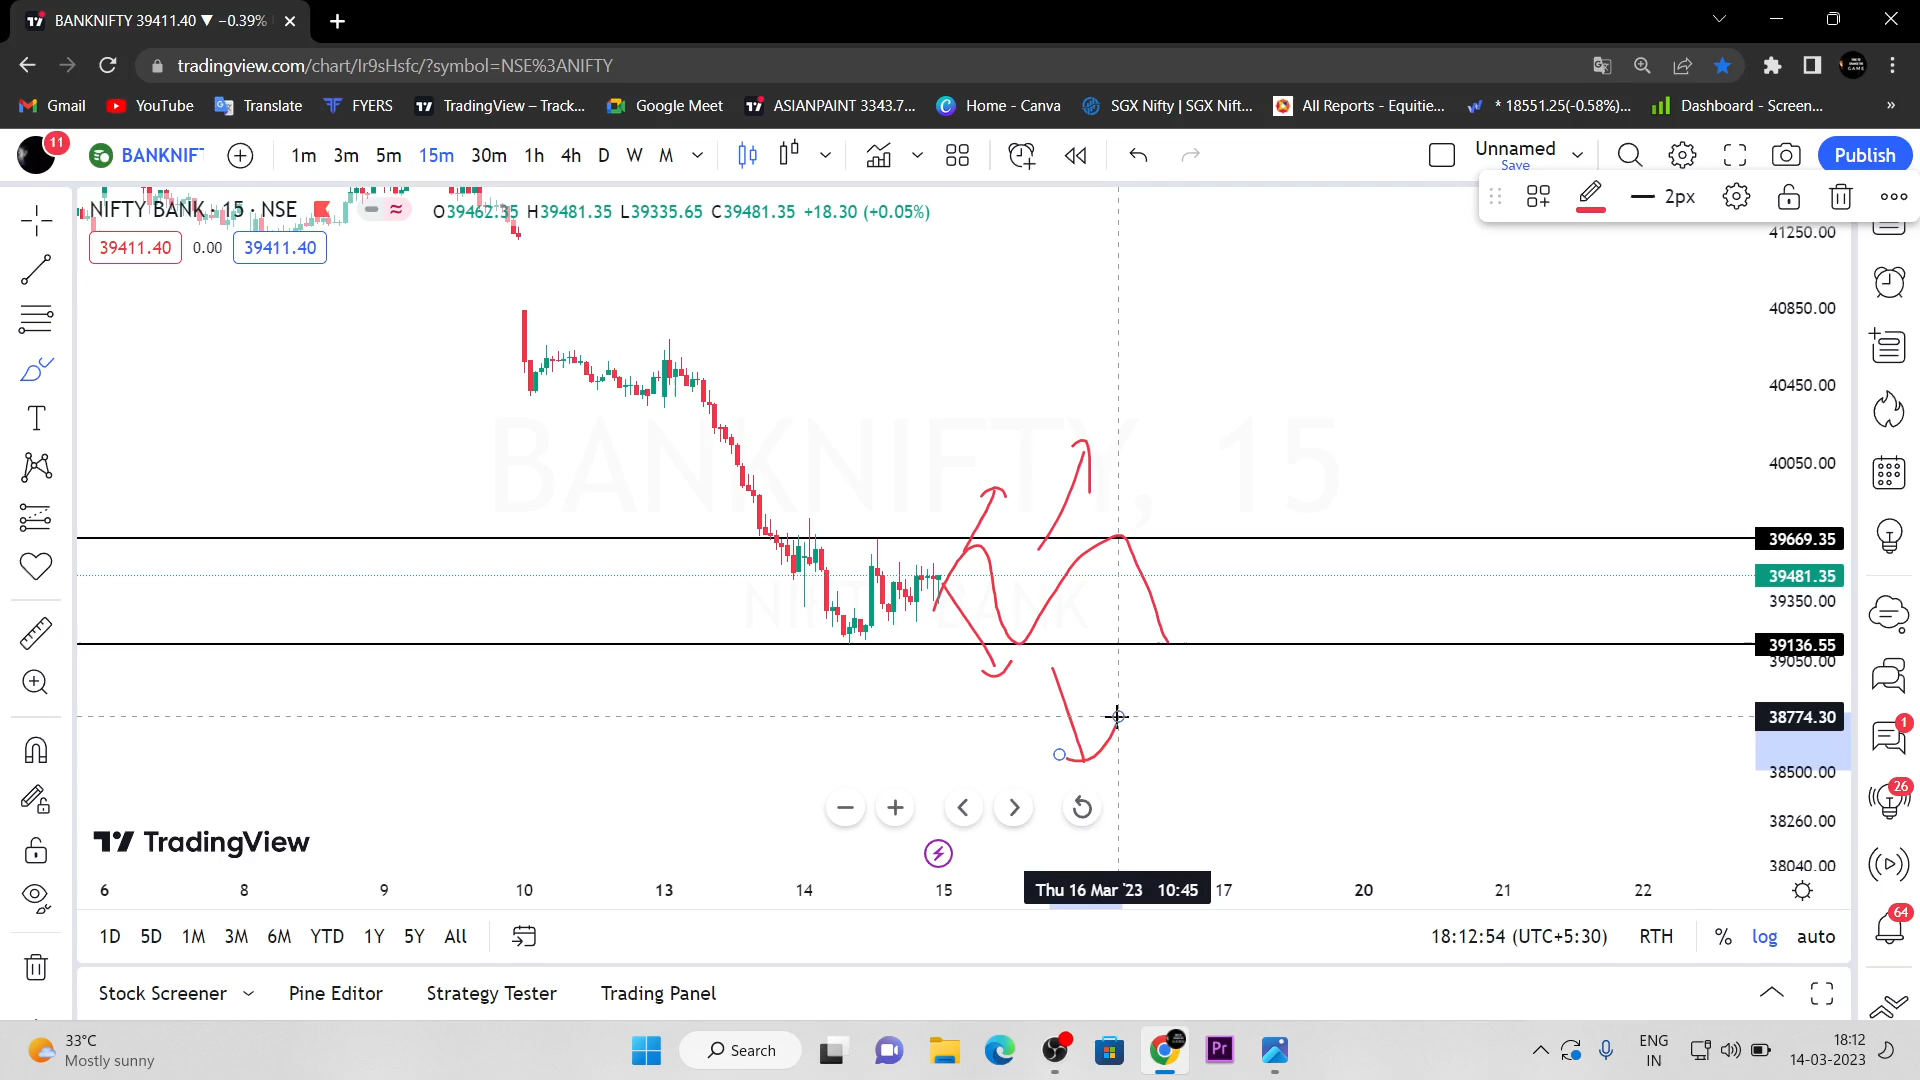 BANKNIFTY 39411.40 ▼ −0.39%
tradingview.com/chart/Ir9sHsfc/?symbol=NSE%3ANIFTY
Gmail YouTube Translate FYERS TradingView – Track... Google Meet ASIANPAINT 3343.7... Home - Canva SGX Nifty | SGX Nift... All Reports - Equitie... * 18551.25(-0.58%)... Dashboard - Screen... »
11
BANKNIF 1m 3m 5m 15m 30m 1h 4h D W M Unnamed Save Publish
2px
NIFTY BANK · 15 · NSE O39462.35 H39481.35 L39335.65 C39481.35 +18.30 (+0.05%)
39411.40 0.00 39411.40
41250.00
40850.00
40450.00
40050.00
BANKNIFTY, 15
39669.35
39481.35
39350.00
NIFTY BANK
39136.55
39050.00
38774.30
1
38500.00
26
38260.00
TradingView
38040.00
6 8 9 10 13 14 15 Thu 16 Mar '23 10:45 17 20 21 22
64
1D 5D 1M 3M 6M YTD 1Y 5Y All 18:12:54 (UTC+5:30) RTH % log auto
Stock Screener Pine Editor Strategy Tester Trading Panel
33°C
Mostly sunny
Search
Pr
ENG
IN
18:12
14-03-2023